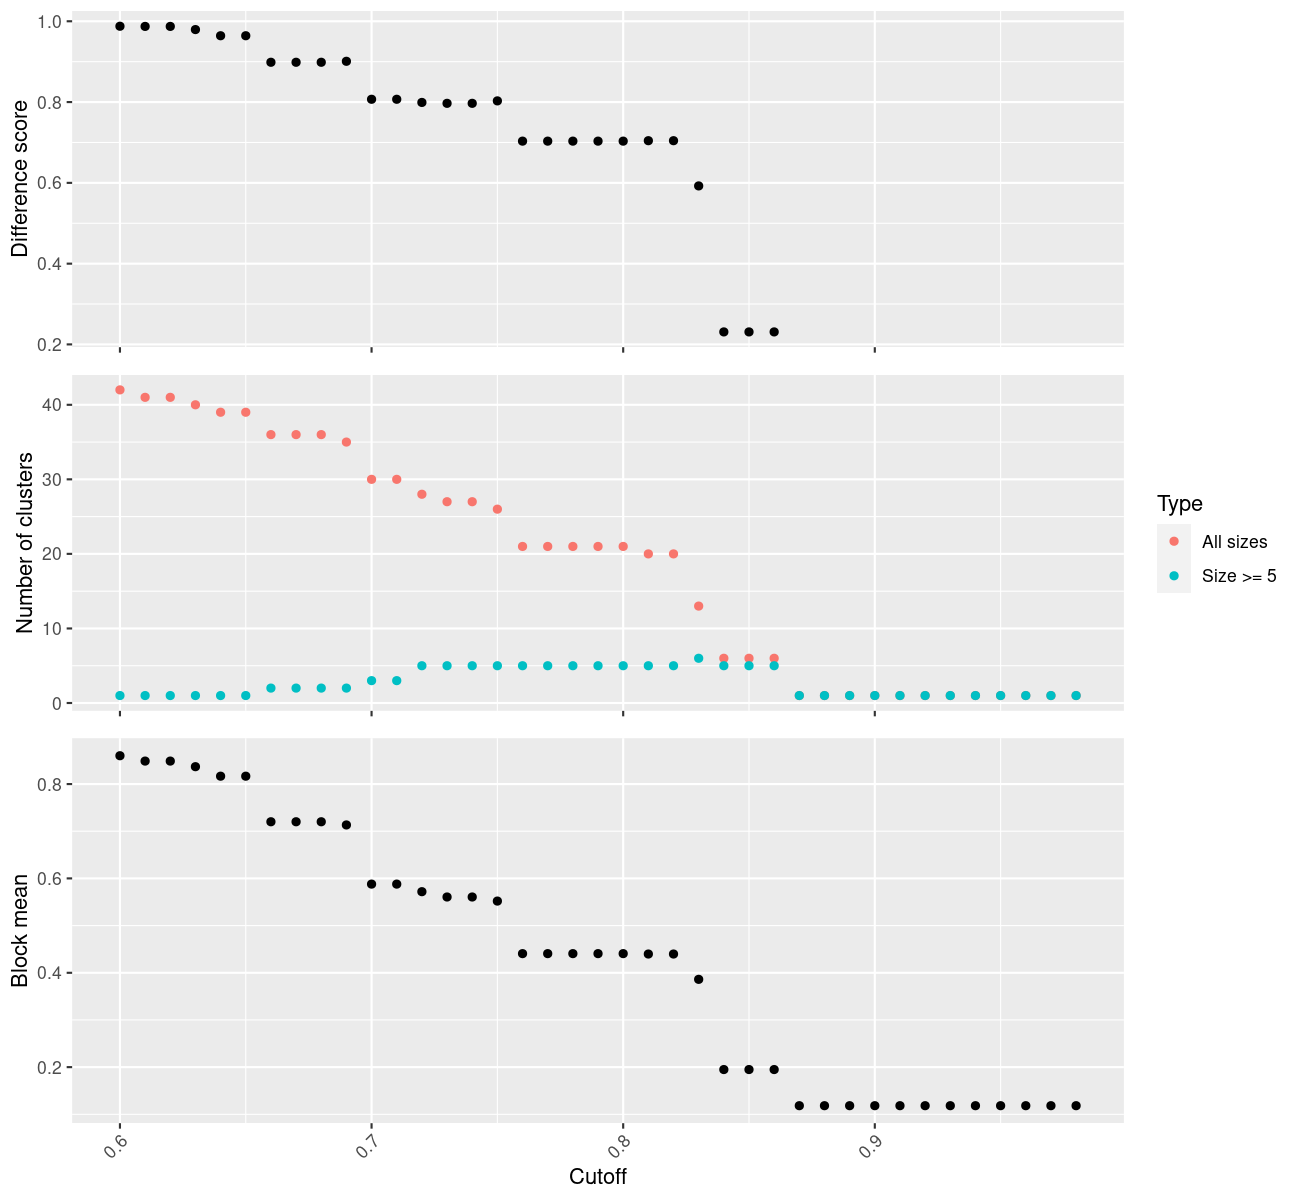 1.0
0.8
0.6
0.4
0.2
Difference score
40
30
20
10
0
Number of clusters
Type
All sizes
Size >= 5
0.8
0.6
0.4
0.2
Block mean
0.6
0.7
0.8
0.9
Cutoff